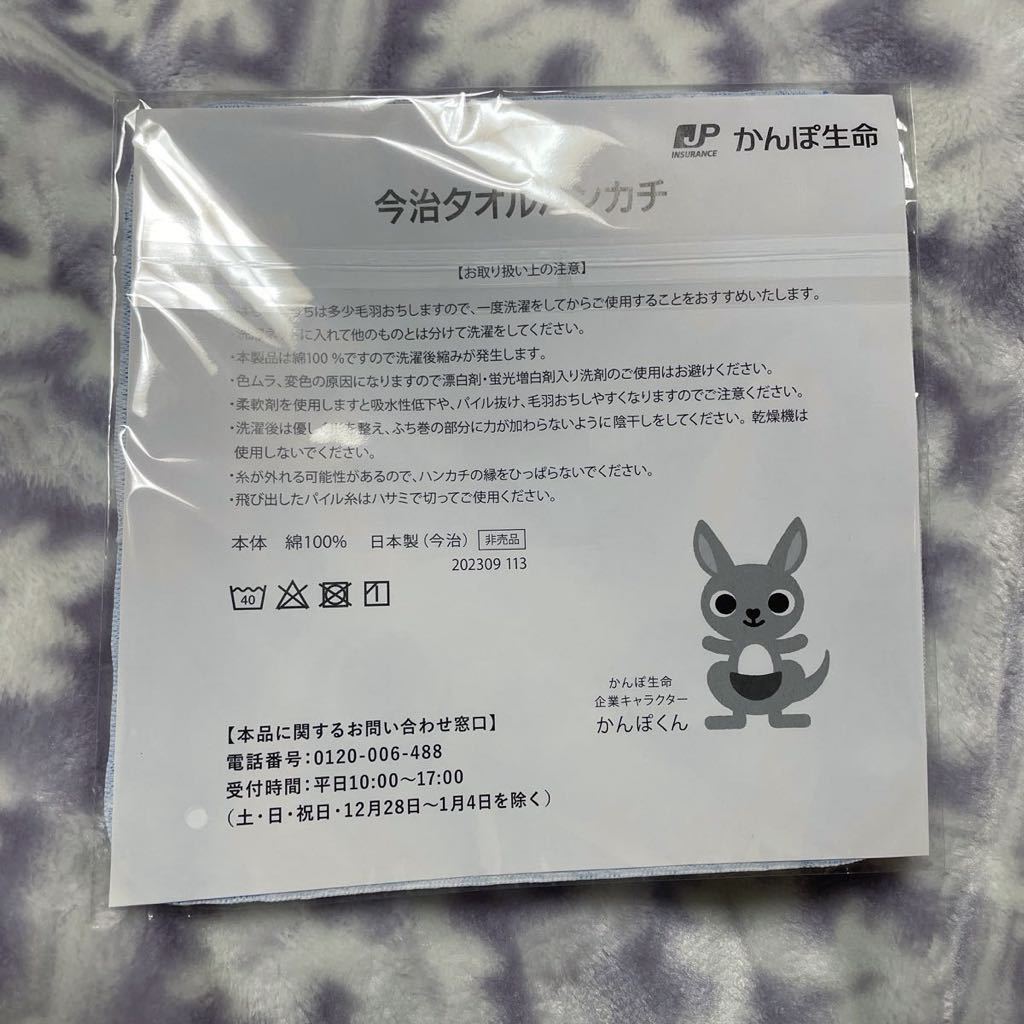 JP
INSURANCE かんぽ生命
今治タオルハンカチ
【お取り扱い上の注意】
ちは多少毛羽おちしますので、一度洗濯をしてからご使用することをおすすめいたします。
に入れて他のものとは分けて洗濯をしてください。
・本製品は綿100％ですので洗濯後縮みが発生します。
・色ムラ、変色の原因になりますので漂白剤・蛍光増白剤入り洗剤のご使用はお避けください。
・柔軟剤を使用しますと吸水性低下や、パイル抜け、毛羽おちしやすくなりますのでご注意ください。
・洗濯後は優しく形を整え、ふち巻の部分に力が加わらないように陰干しをしてください。乾燥機は
使用しないでください。
・糸が外れる可能性があるので、ハンカチの縁をひっぱらないでください。
・飛び出したパイル糸はハサミで切ってご使用ください。
本体 綿100% 日本製（今治） 非売品
202309 113
40
かんぽ生命
企業キャラクター
かんぽくん
【本品に関するお問い合わせ窓口】
電話番号：0120-006-488
受付時間：平日10:00～17:00
（土・日・祝日・12月28日～1月4日を除く）